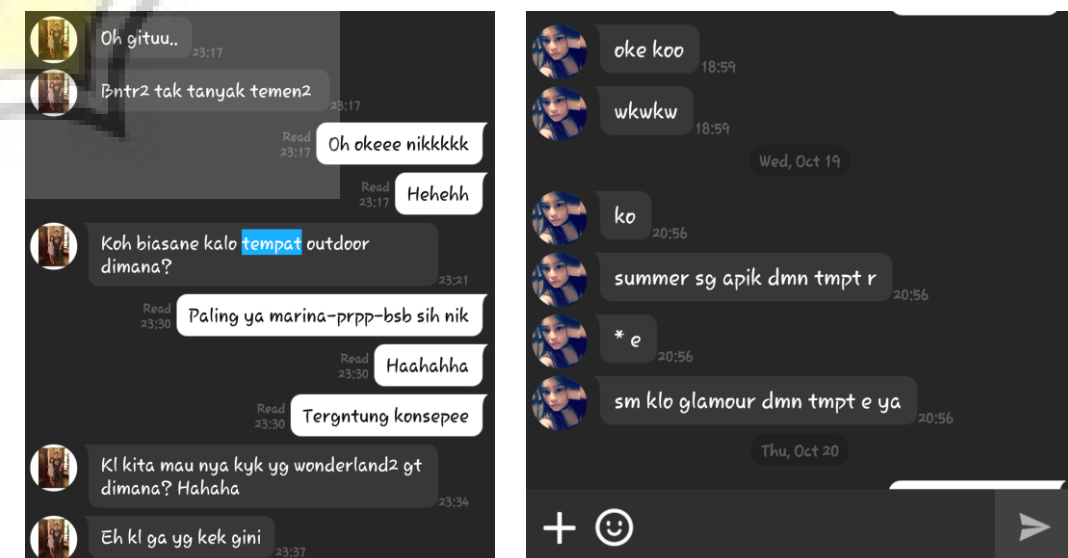 Oh gituu..
23:17
Bntr2 tak tanyak temen2
23:17
Read
23:17
Oh okeee nikkkkk
Read
23:17
Hehehh
Koh biasane kalo tempat outdoor
dimana?
23:21
Read
23:30
Paling ya marina-prpp-bsb sih nik
Read
23:30
Haahahha
Read
23:30
Tergntung konsepee
Kl kita mau nya kyk yg wonderland2 gt
dimana? Hahaha
23:34
Eh kl ga yg kek gini
23:37
oke koo
18:59
wkwkw
18:59
Wed, Oct 19
ko
20:56
summer sg apik dmn tmpt r
20:56
* e
20:56
sm klo glamour dmn tmpt e ya
20:56
Thu, Oct 20